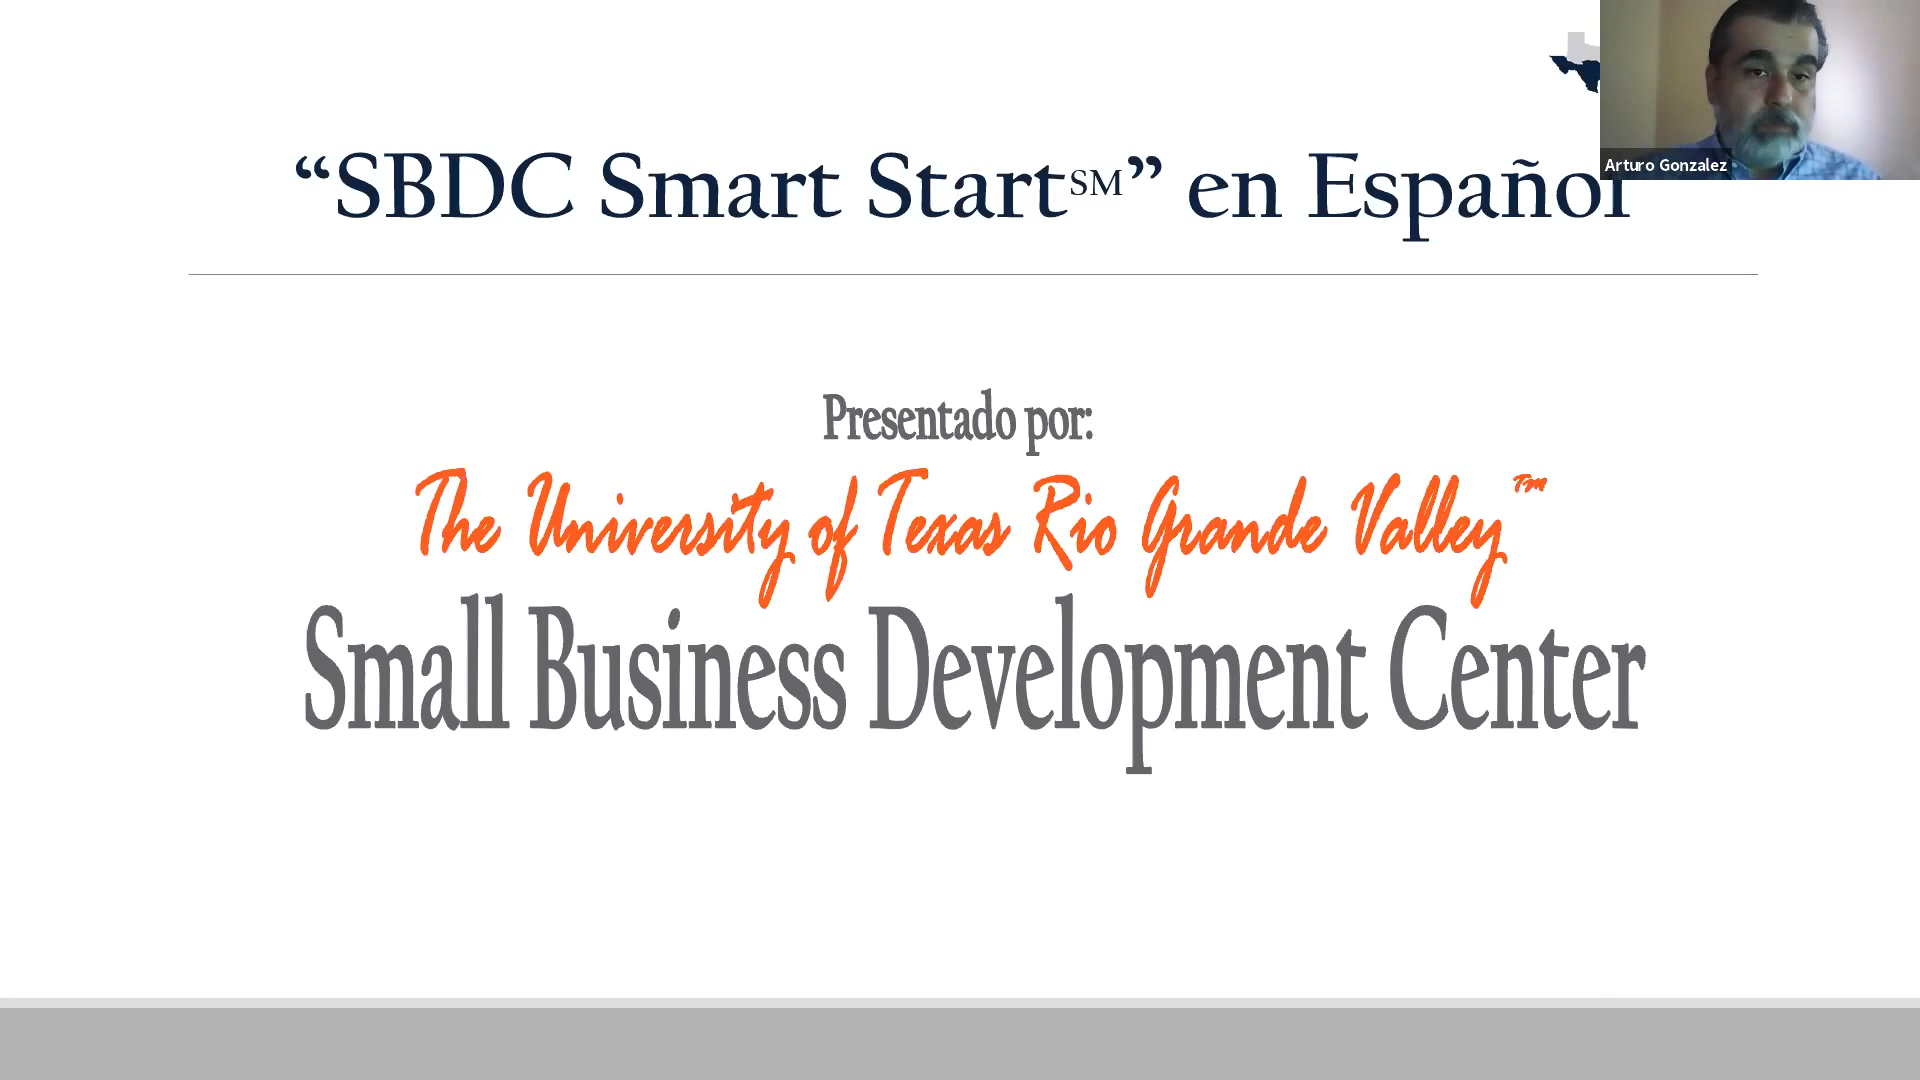 “SBDC Smart Start℠” en Español
Arturo Gonzalez
Presentado por:
The University of Texas Rio Grande Valley™
Small Business Development Center